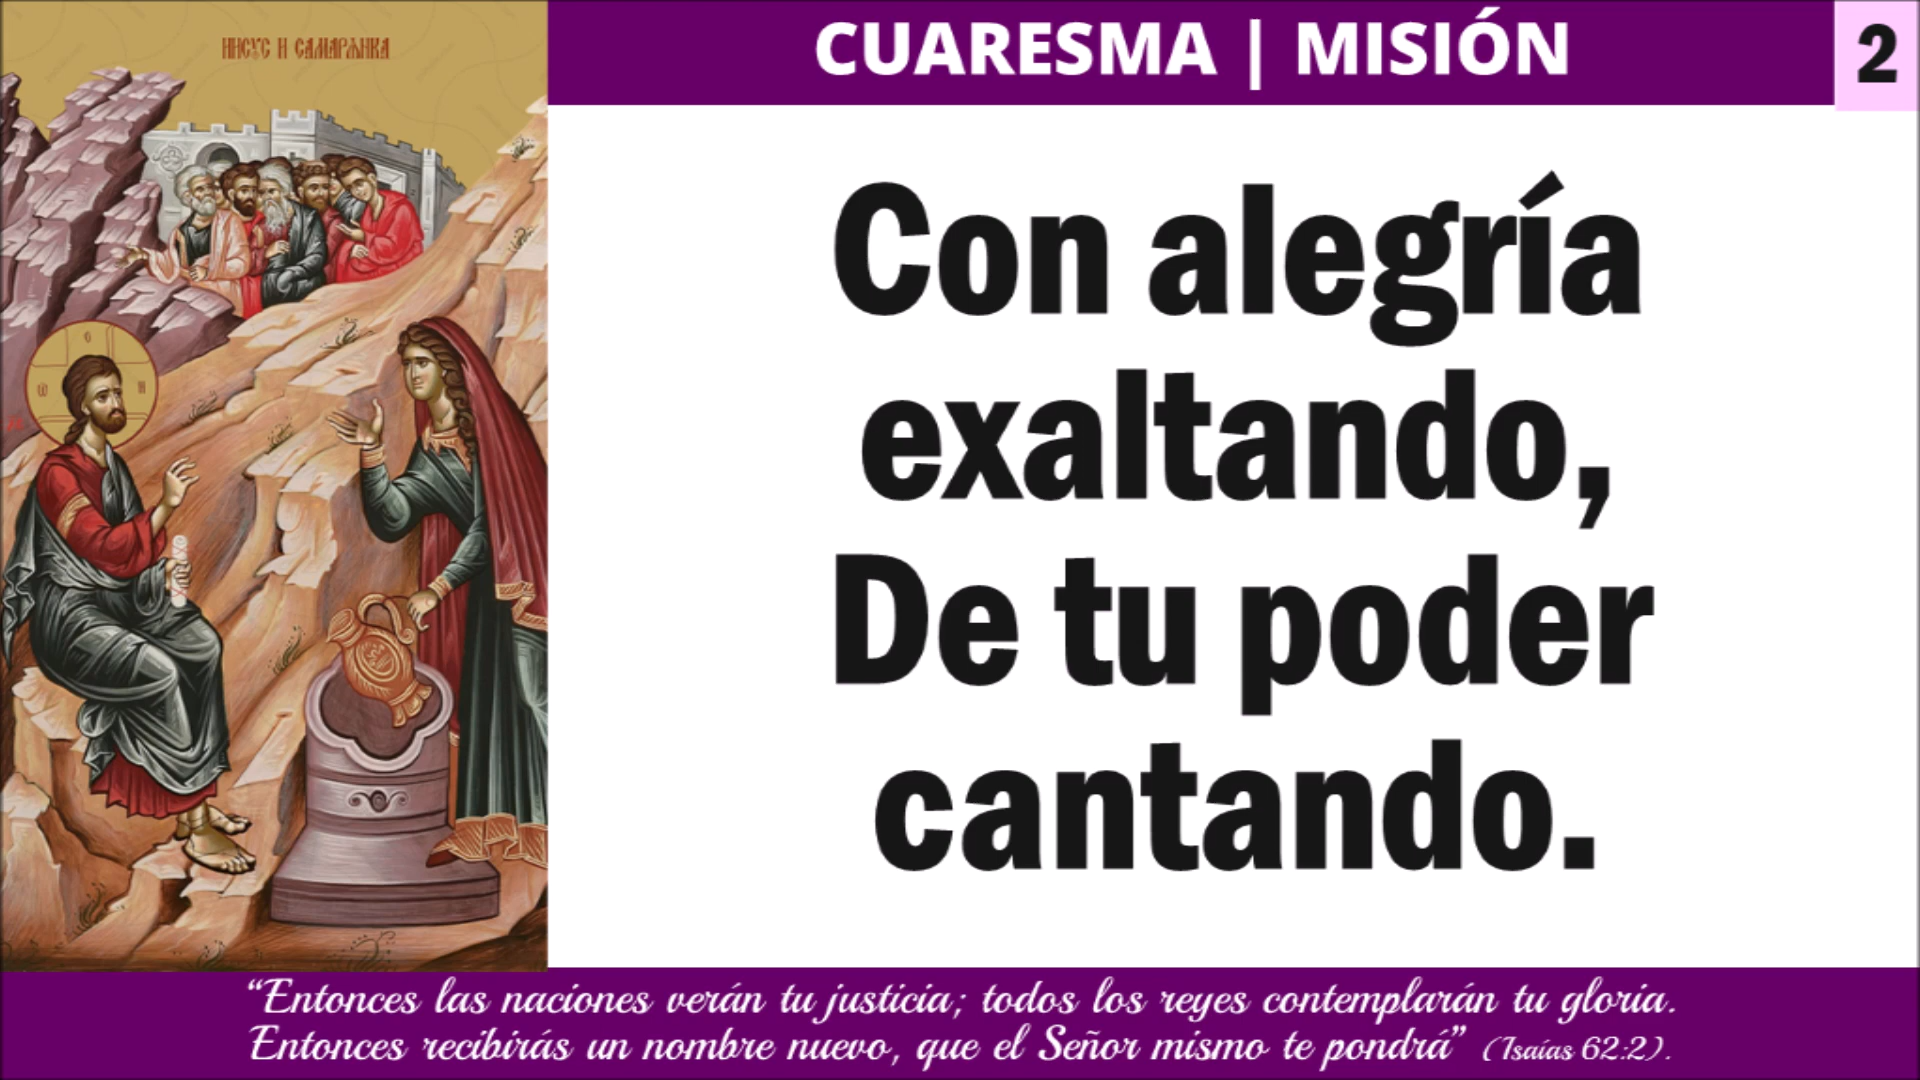 ИИСУС И САМАРЯНКА
CUARESMA | MISIÓN
2
Con alegría
exaltando,
De tu poder
cantando.
“Entonces las naciones verán tu justicia; todos los reyes contemplarán tu gloria.
Entonces recibirás un nombre nuevo, que el Señor mismo te pondrá” (Isaías 62:2).